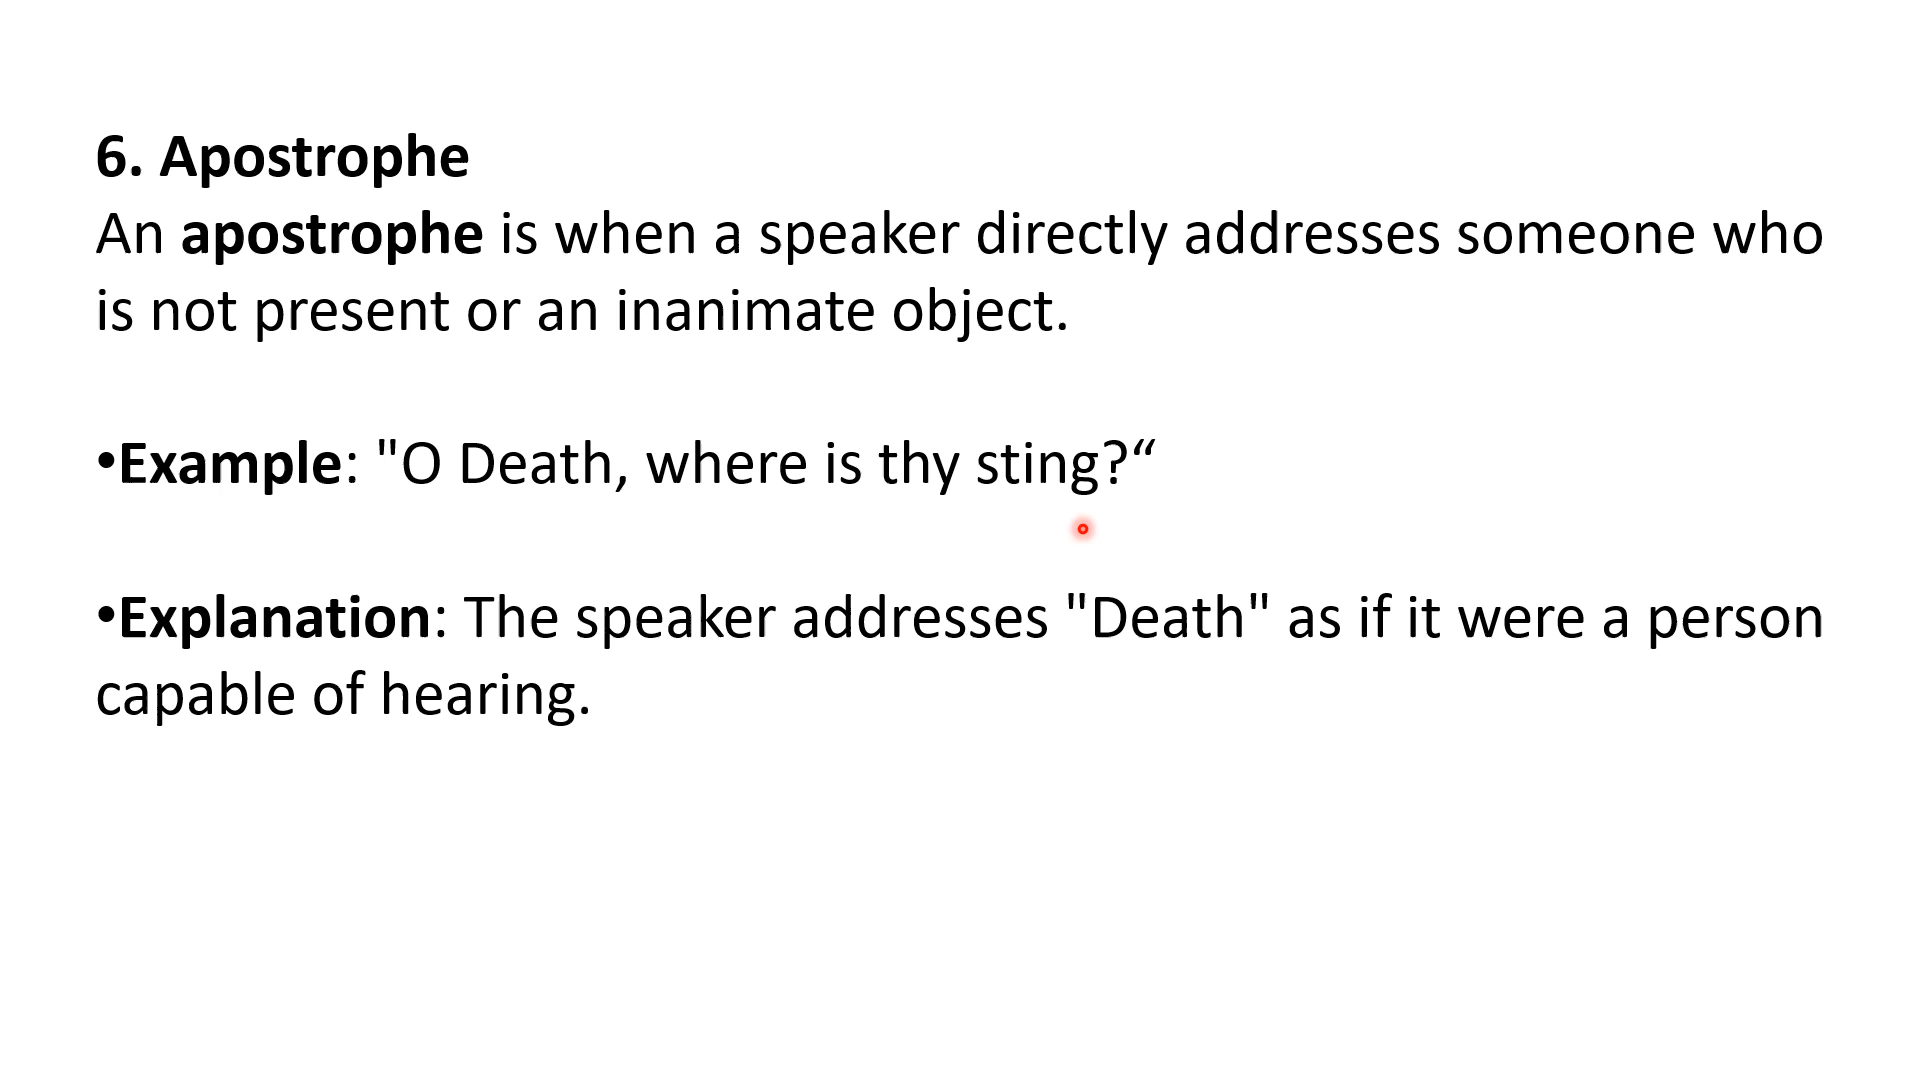 6. Apostrophe
An apostrophe is when a speaker directly addresses someone who
is not present or an inanimate object.
•Example: "O Death, where is thy sting?“
•Explanation: The speaker addresses "Death" as if it were a person
capable of hearing.